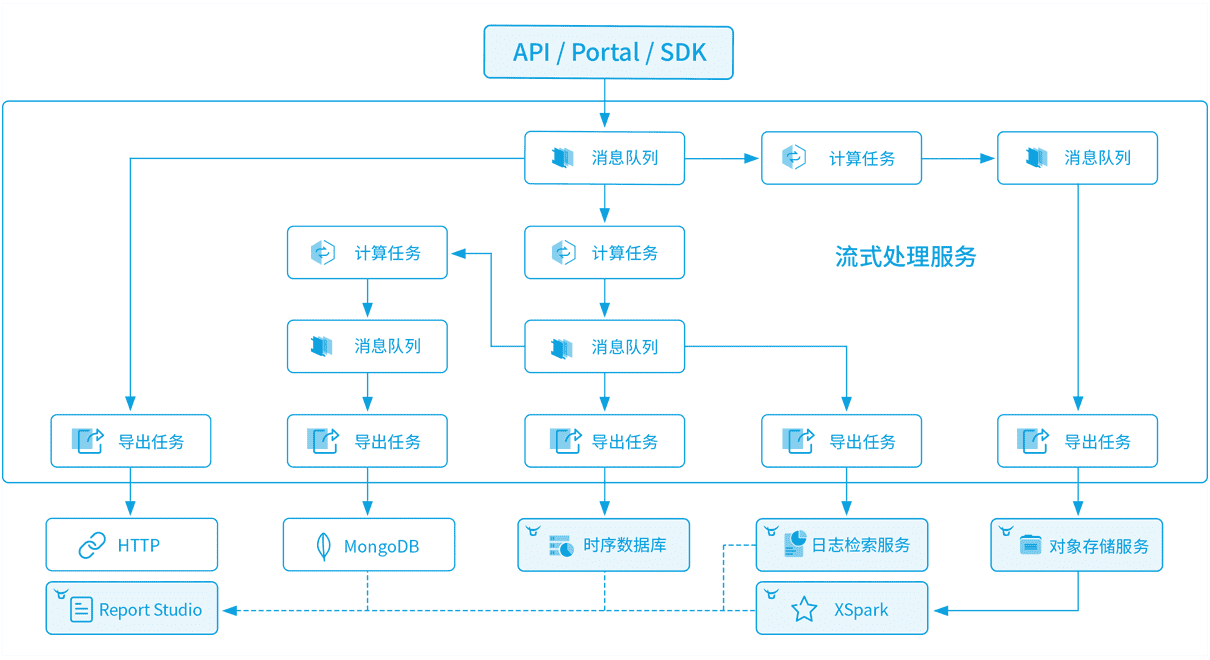 API / Portal / SDK
消息队列
计算任务
消息队列
计算任务
计算任务
流式处理服务
消息队列
消息队列
导出任务
导出任务
导出任务
导出任务
导出任务
HTTP
MongoDB
时序数据库
日志检索服务
对象存储服务
Report Studio
XSpark